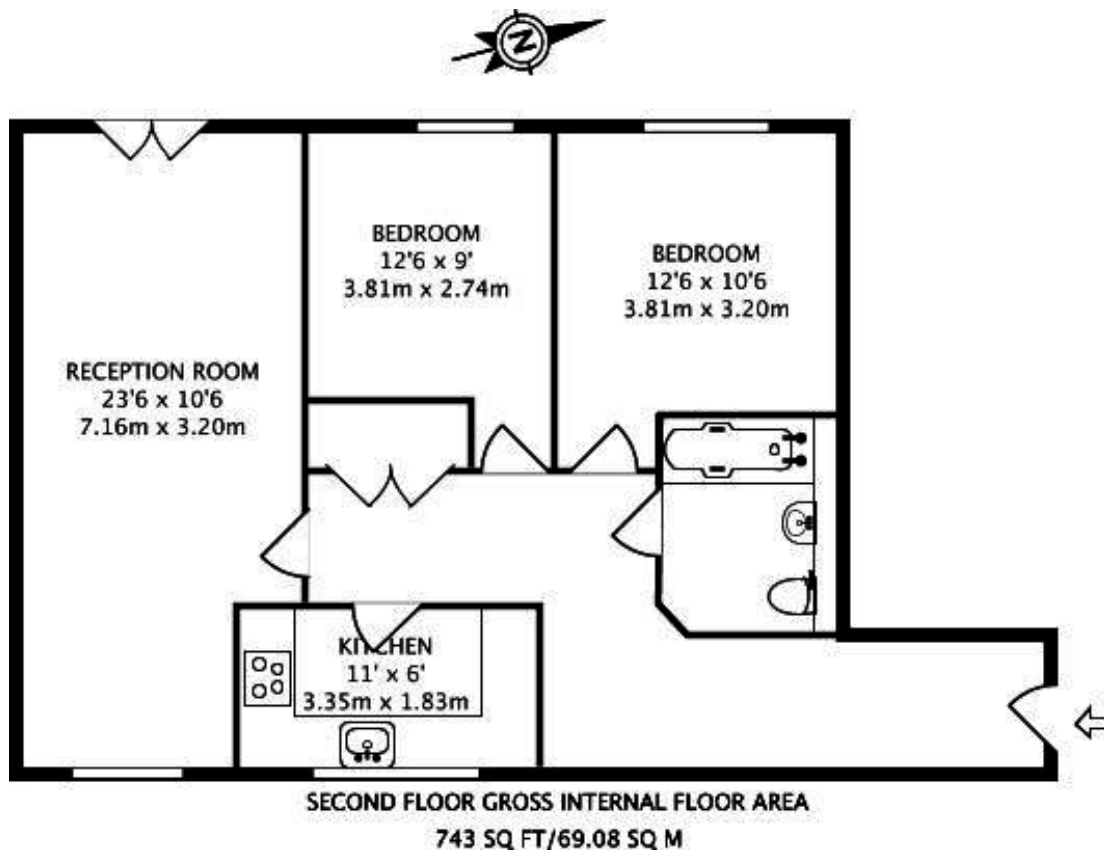 N
BEDROOM
12'6 x 9'
3.81m x 2.74m
BEDROOM
12'6 x 10'6
3.81m x 3.20m
RECEPTION ROOM
23'6 x 10'6
7.16m x 3.20m
KITCHEN
11' x 6'
3.35m x 1.83m
SECOND FLOOR GROSS INTERNAL FLOOR AREA
743 SQ FT/69.08 SQ M